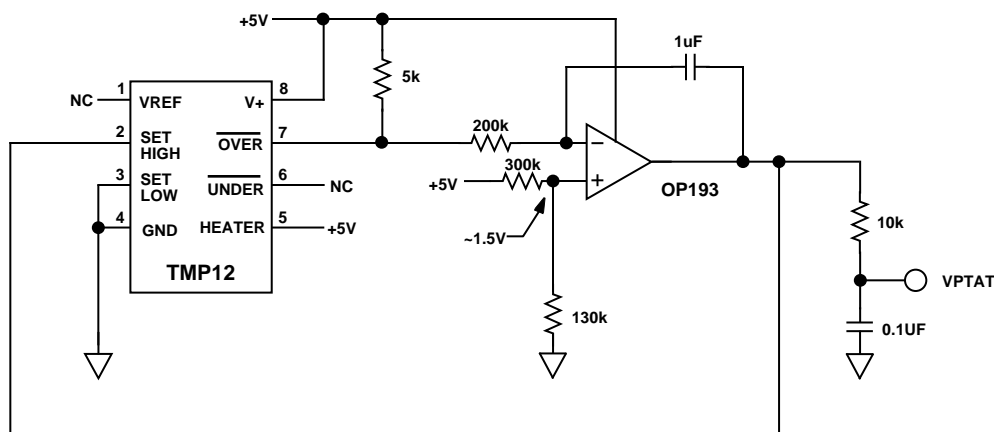 +5V
1uF
5k
1
NC
VREF
V+
8
2
SET
HIGH
OVER
7
200k
300k
+5V
OP193
3
SET
LOW
UNDER
6
NC
4
GND
HEATER
5
+5V
~1.5V
TMP12
10k
VPTAT
130k
0.1UF
−
+